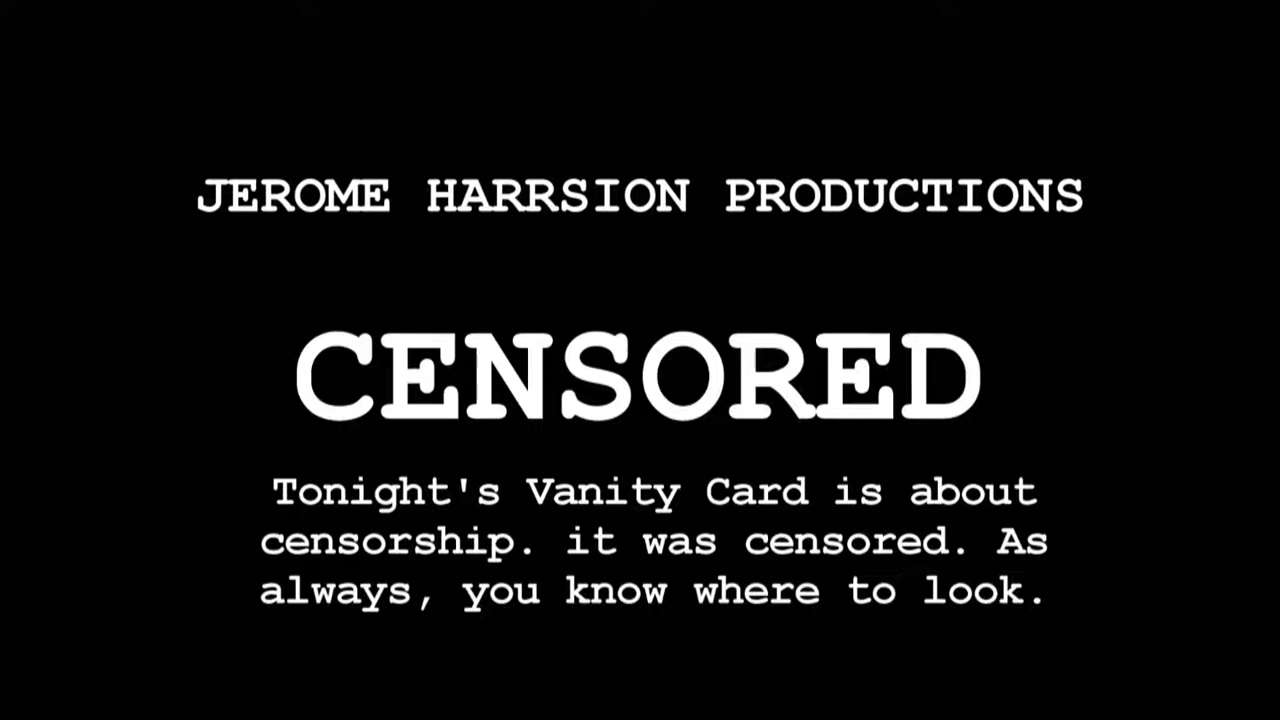 JEROME HARRSION PRODUCTIONS
CENSORED
Tonight's Vanity Card is about
censorship. it was censored. As
always, you know where to look.